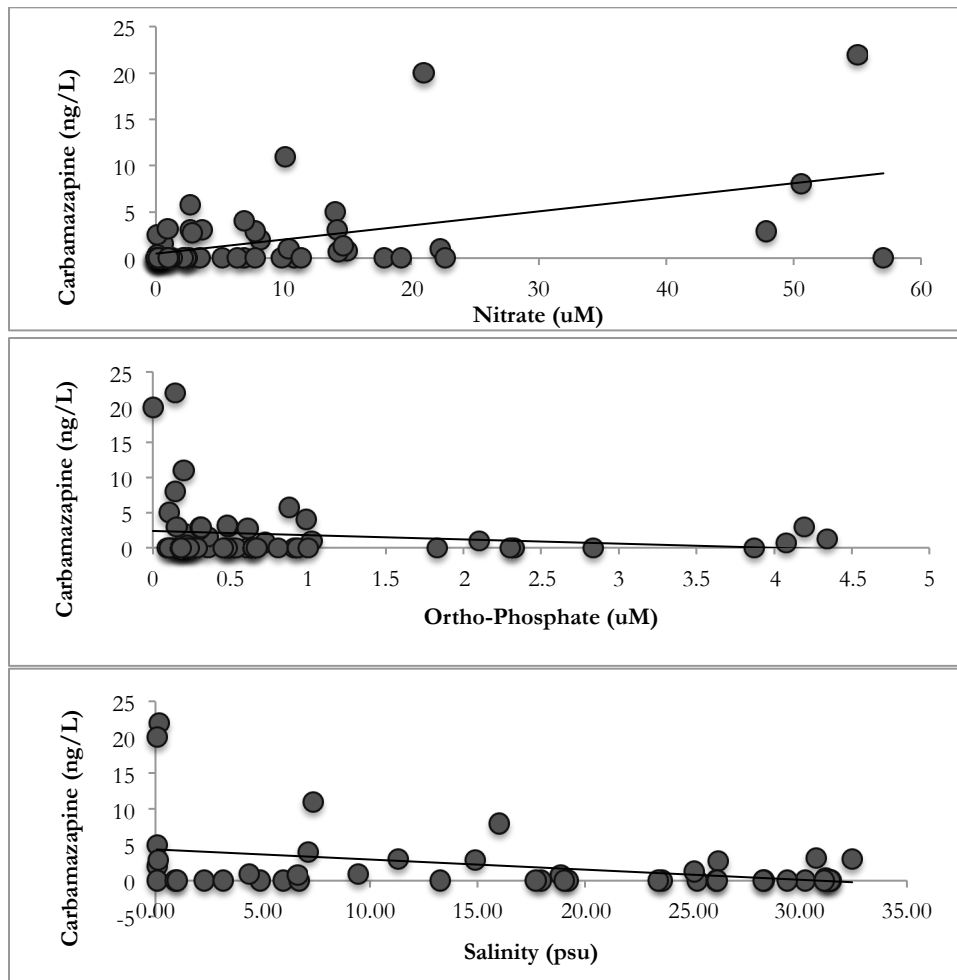 Carbamazapine (ng/L)
25
20
15
10
5
0
0 10 20 30 40 50 60
Nitrate (uM)
Carbamazapine (ng/L)
25
20
15
10
5
0
0 0.5 1 1.5 2 2.5 3 3.5 4 4.5 5
Ortho-Phosphate (uM)
Carbamazapine (ng/L)
25
20
15
10
5
0
-5
0.00 5.00 10.00 15.00 20.00 25.00 30.00 35.00
Salinity (psu)